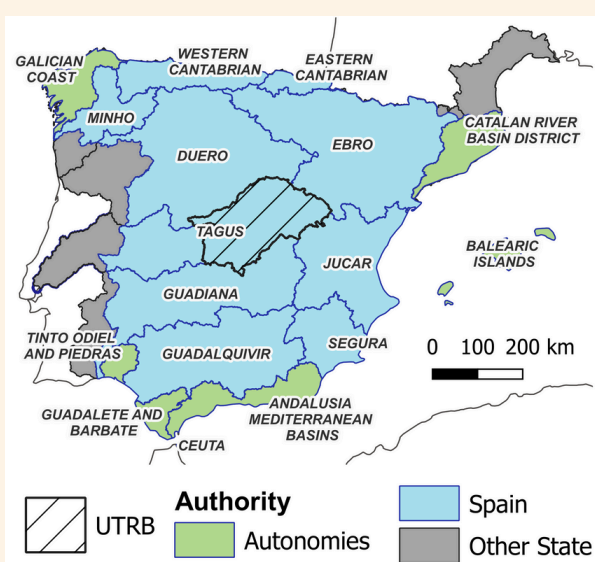 GALICIAN
COAST
WESTERN
CANTABRIAN
EASTERN
CANTABRIAN
MINHO
DUERO
EBRO
CATALAN RIVER
BASIN DISTRICT
TAGUS
JUCAR
BALEARIC
ISLANDS
GUADIANA
TINTO ODIEL
AND PIEDRAS
GUADALQUIVIR
SEGURA
0 100 200 km
GUADALETE AND
BARBATE
ANDALUSIA
MEDITERRANEAN
BASINS
CEUTA
UTRB
Authority
Autonomies
Spain
Other State